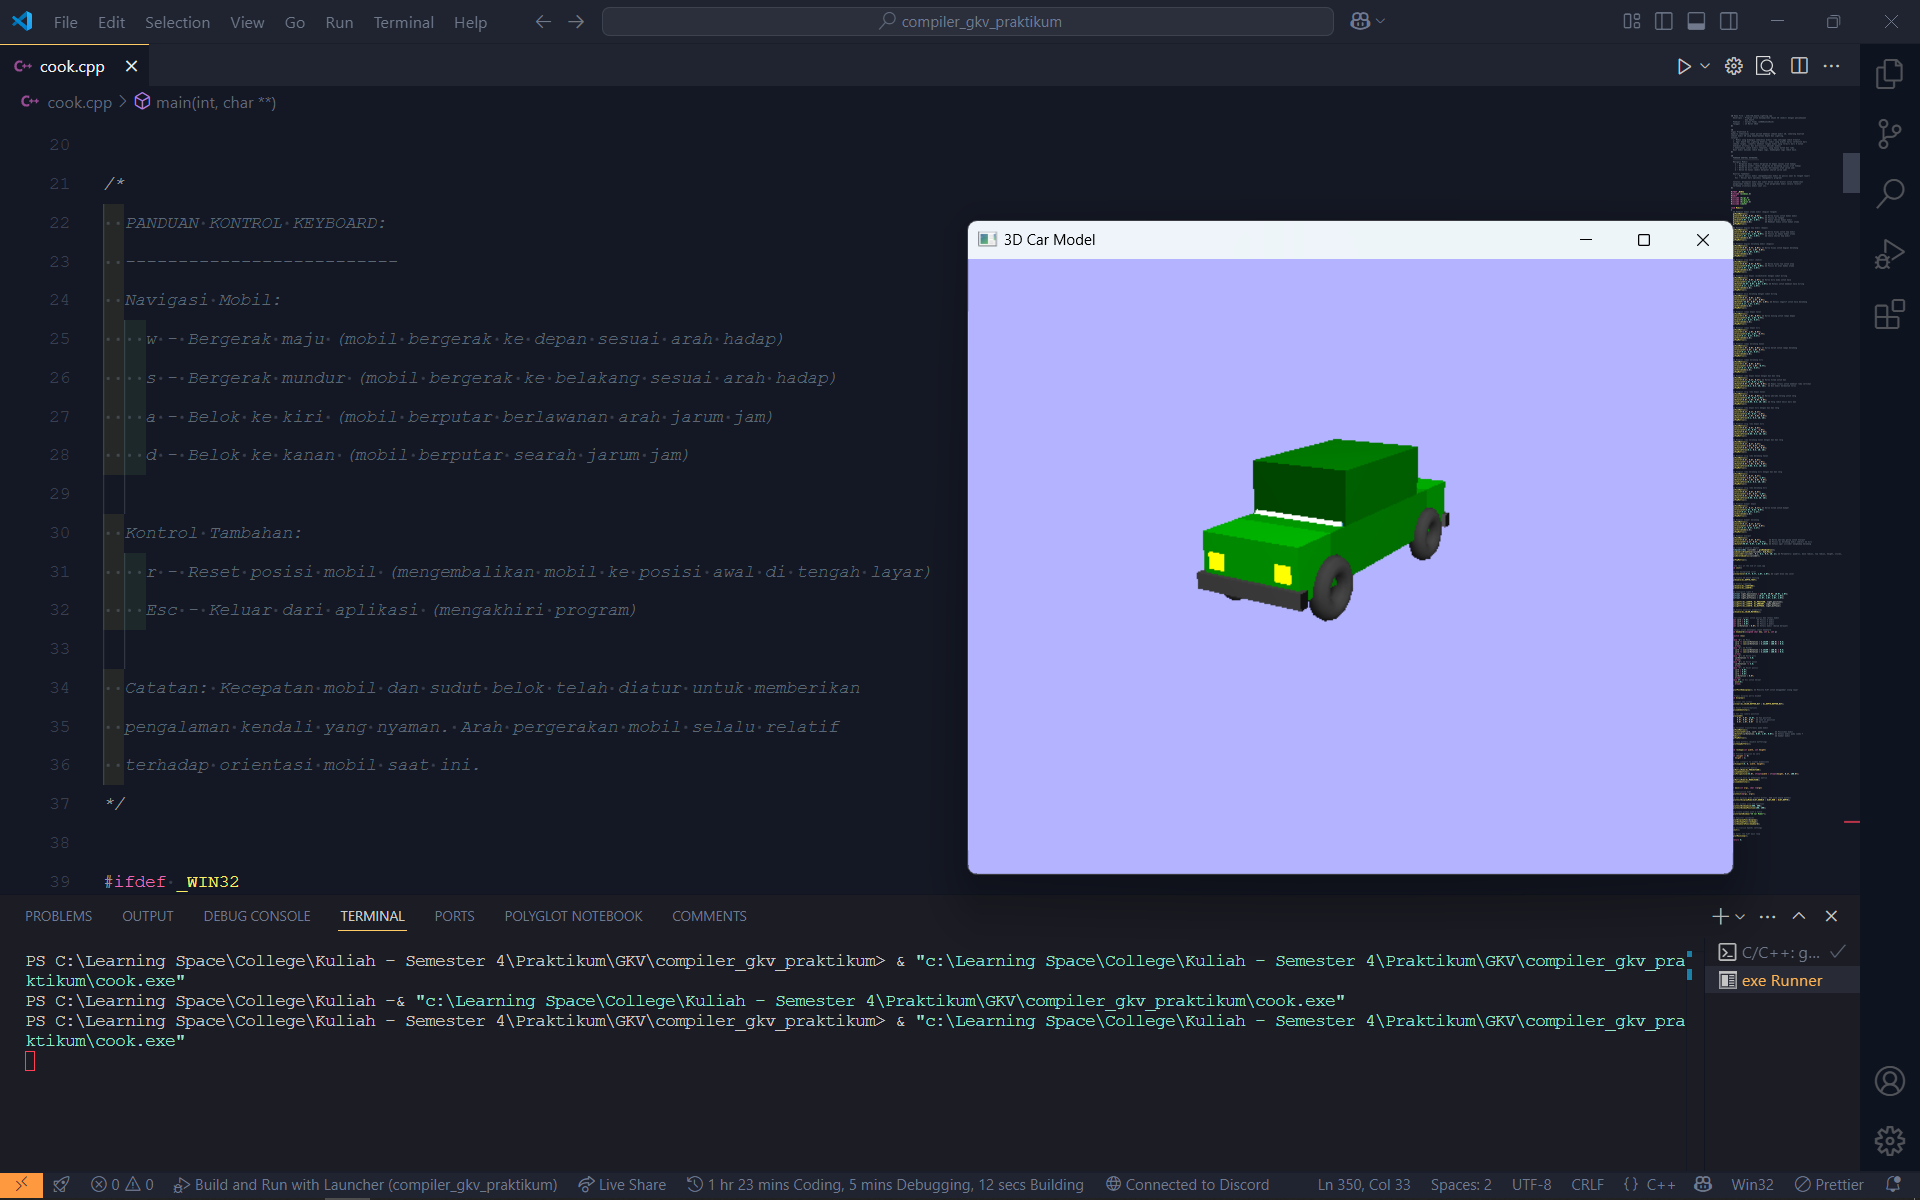 File Edit Selection View Go Run Terminal Help
compiler_gkv_praktikum
cook.cpp
cook.cpp > main(int, char **)
20
21 /*
22 PANDUAN KONTROL KEYBOARD:
23 --------------------------
24 Navigasi Mobil:
25 w - Bergerak maju (mobil bergerak ke depan sesuai arah hadap)
26 s - Bergerak mundur (mobil bergerak ke belakang sesuai arah hadap)
27 a - Belok ke kiri (mobil berputar berlawanan arah jarum jam)
28 d - Belok ke kanan (mobil berputar searah jarum jam)
29
30 Kontrol Tambahan:
31 r - Reset posisi mobil (mengembalikan mobil ke posisi awal di tengah layar)
32 Esc - Keluar dari aplikasi (mengakhiri program)
33
34 Catatan: Kecepatan mobil dan sudut belok telah diatur untuk memberikan
35 pengalaman kendali yang nyaman. Arah pergerakan mobil selalu relatif
36 terhadap orientasi mobil saat ini.
37 */
38
39 #ifdef _WIN32
3D Car Model
PROBLEMS OUTPUT DEBUG CONSOLE TERMINAL PORTS POLYGLOT NOTEBOOK COMMENTS
PS C:\Learning Space\College\Kuliah - Semester 4\Praktikum\GKV\compiler_gkv_praktikum> & "c:\Learning Space\College\Kuliah - Semester 4\Praktikum\GKV\compiler_gkv_pra
ktikum\cook.exe"
PS C:\Learning Space\College\Kuliah -& "c:\Learning Space\College\Kuliah - Semester 4\Praktikum\GKV\compiler_gkv_praktikum\cook.exe"
PS C:\Learning Space\College\Kuliah - Semester 4\Praktikum\GKV\compiler_gkv_praktikum> & "c:\Learning Space\College\Kuliah - Semester 4\Praktikum\GKV\compiler_gkv_pra
ktikum\cook.exe"
C/C++: g...
exe Runner
0 0 Build and Run with Launcher (compiler_gkv_praktikum) Live Share 1 hr 23 mins Coding, 5 mins Debugging, 12 secs Building Connected to Discord Ln 350, Col 33 Spaces: 2 UTF-8 CRLF {} C++ Win32 Prettier